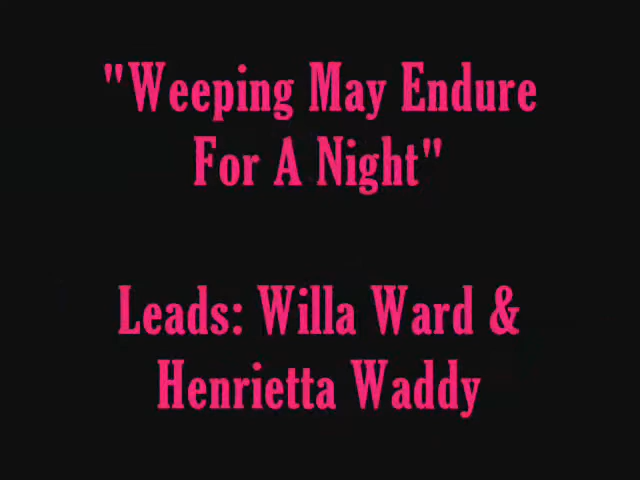 "Weeping May Endure
For A Night"
Leads: Willa Ward &
Henrietta Waddy